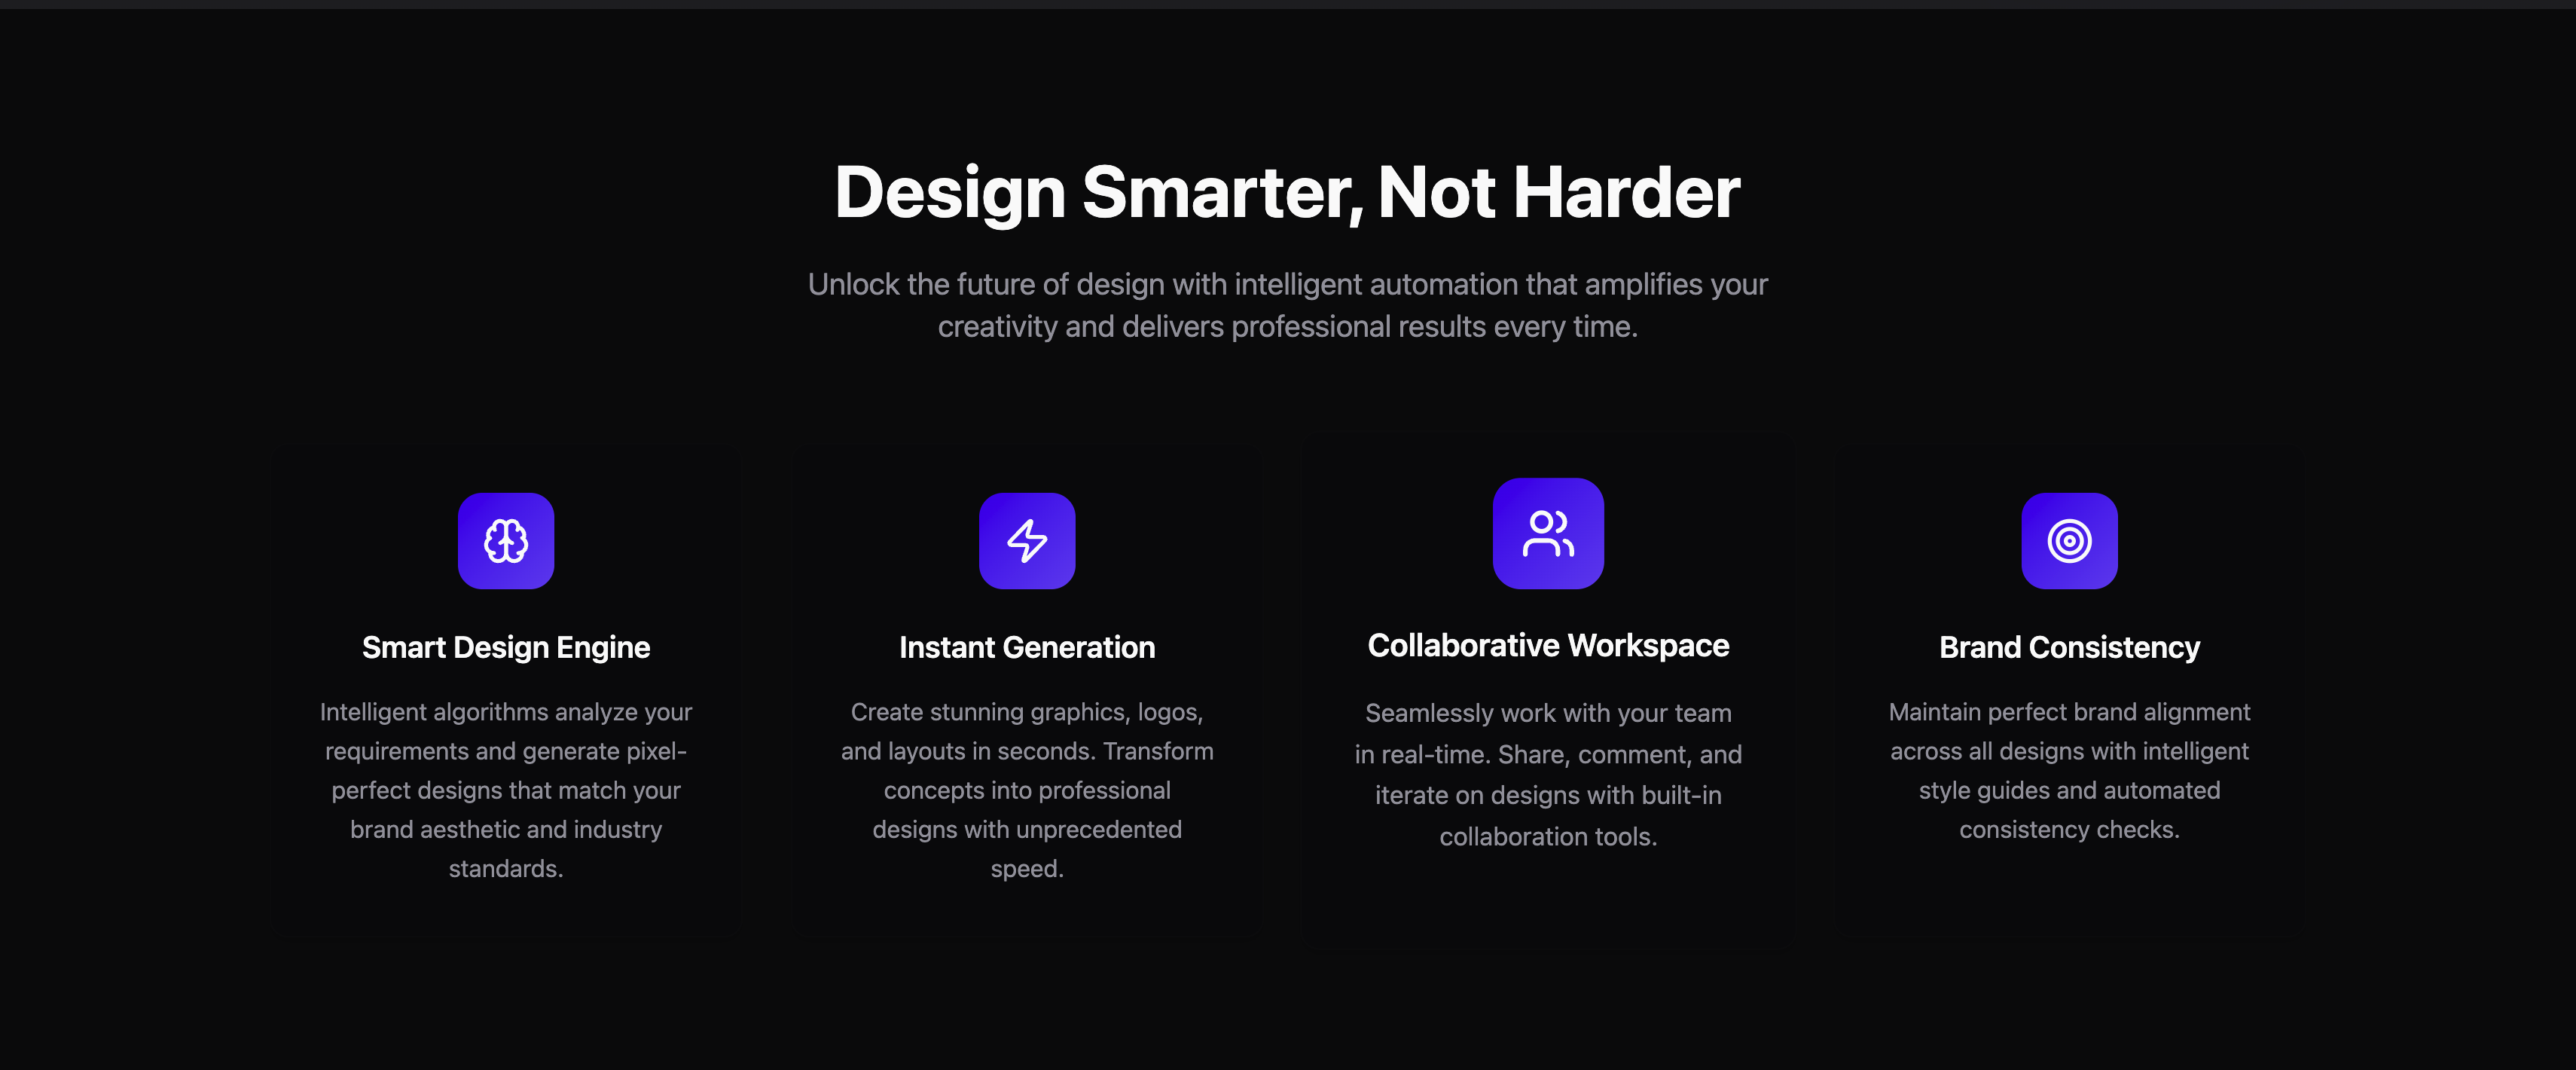 Design Smarter, Not Harder
Unlock the future of design with intelligent automation that amplifies your
creativity and delivers professional results every time.
Smart Design Engine
Intelligent algorithms analyze your
requirements and generate pixel-
perfect designs that match your
brand aesthetic and industry
standards.
Instant Generation
Create stunning graphics, logos,
and layouts in seconds. Transform
concepts into professional
designs with unprecedented
speed.
Collaborative Workspace
Seamlessly work with your team
in real-time. Share, comment, and
iterate on designs with built-in
collaboration tools.
Brand Consistency
Maintain perfect brand alignment
across all designs with intelligent
style guides and automated
consistency checks.